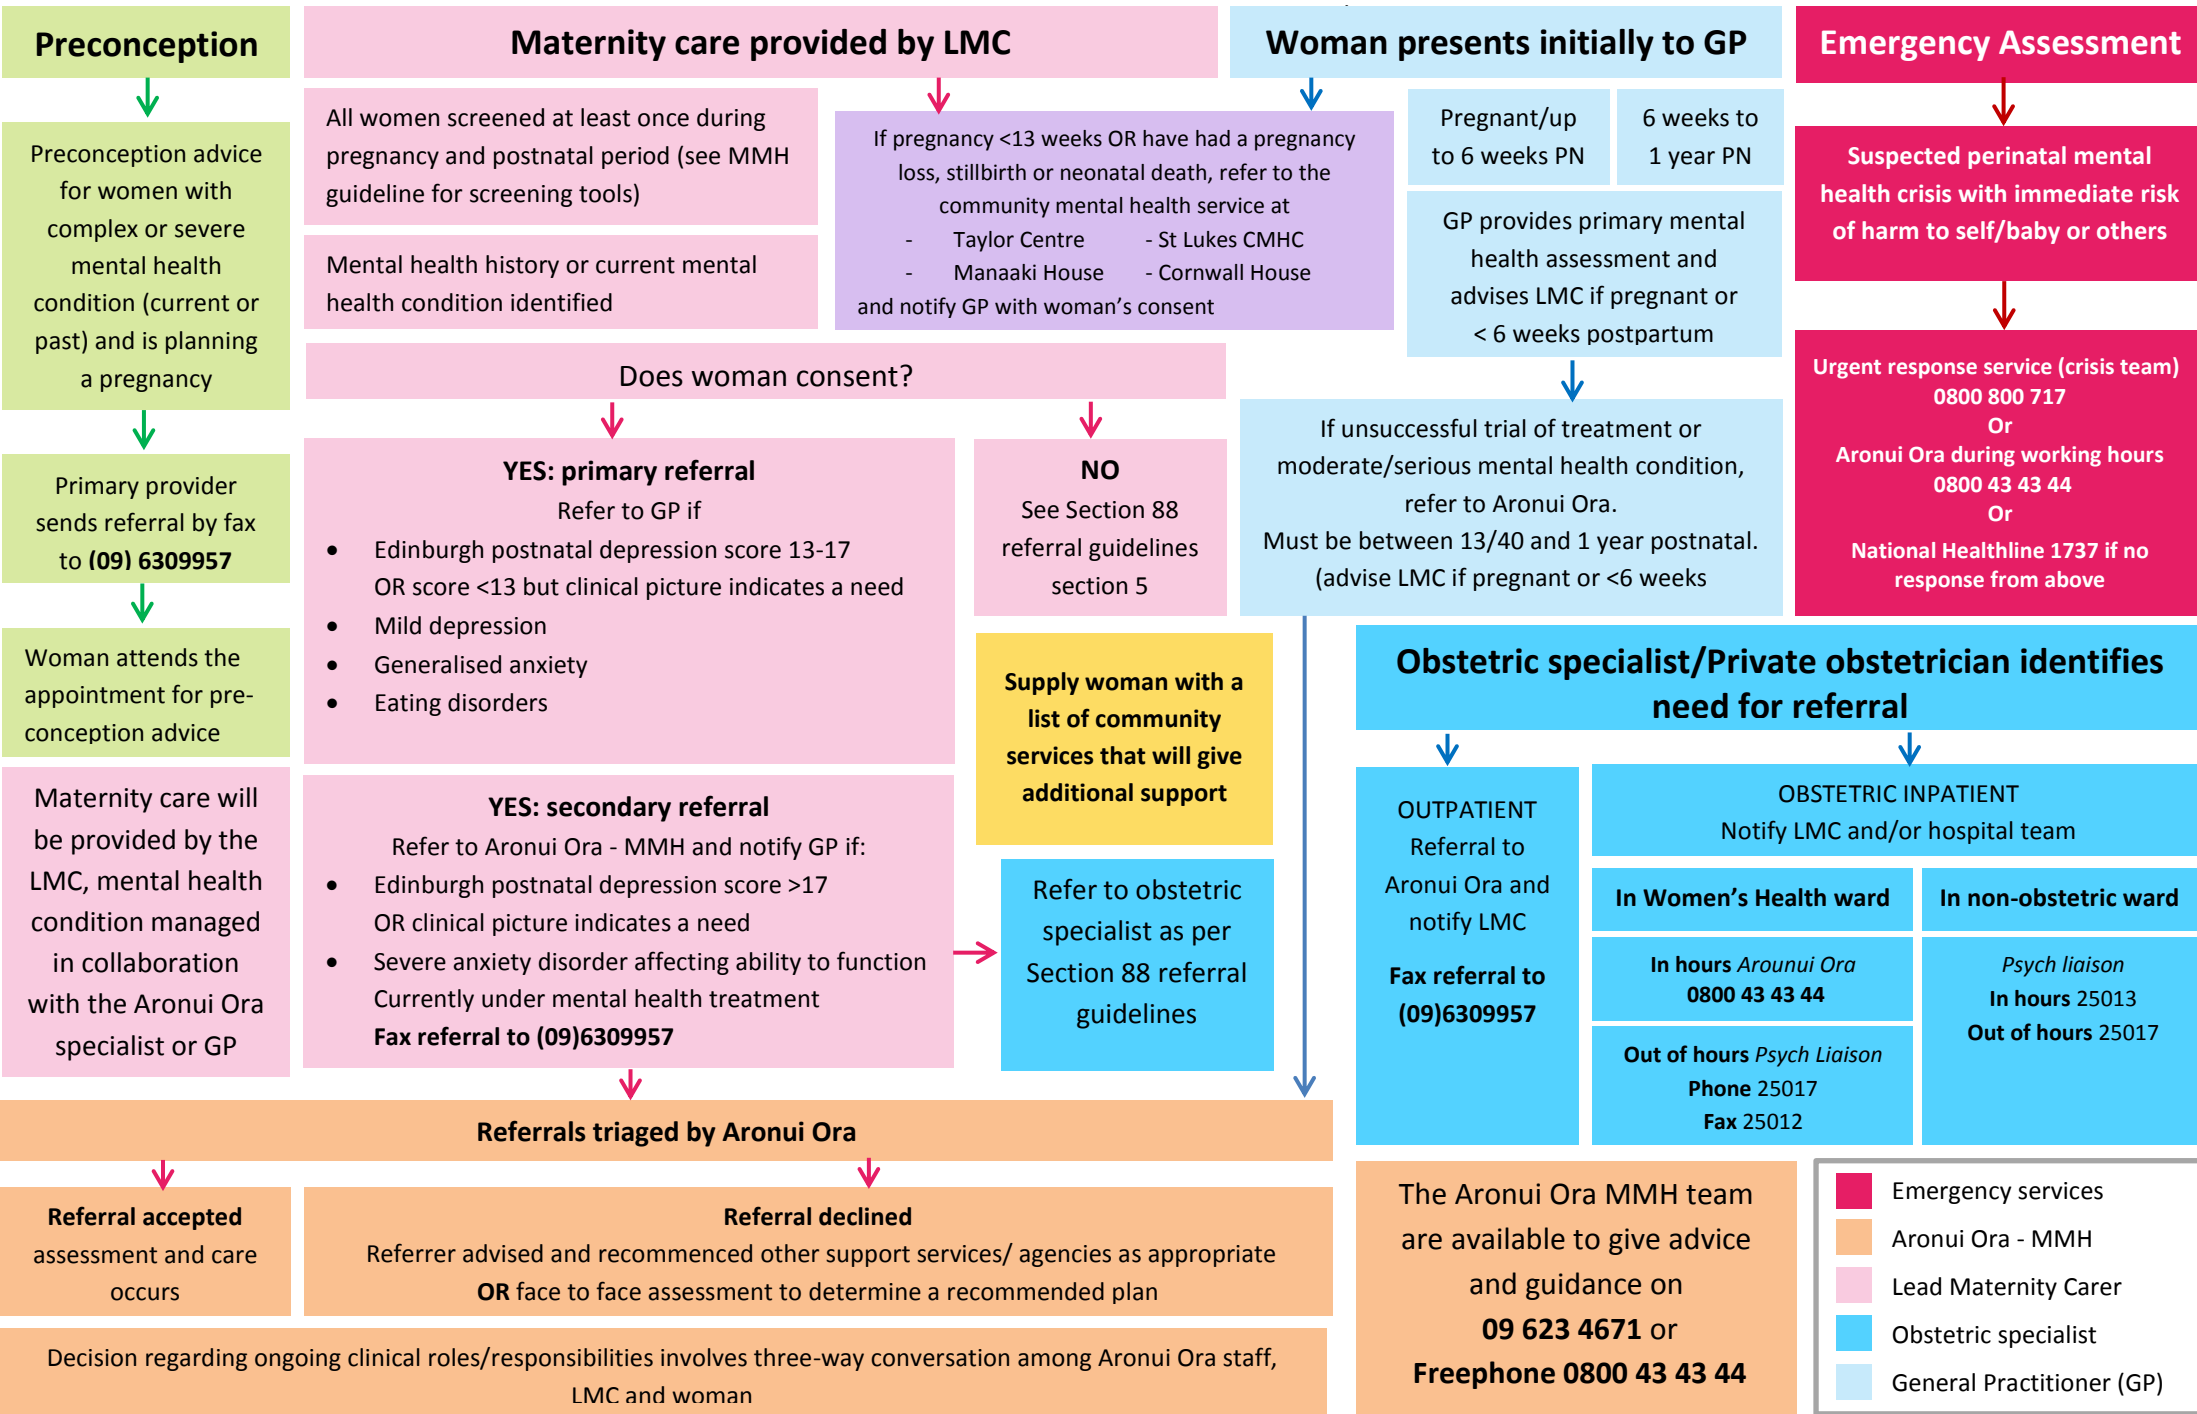 Preconception
Preconception advice
for women with
complex or severe
mental health
condition (current or
past) and is planning
a pregnancy
Primary provider
sends referral by fax
to (09) 6309957
Woman attends the
appointment for pre-
conception advice
Maternity care will
be provided by the
LMC, mental health
condition managed
in collaboration
with the Aronui Ora
specialist or GP
Maternity care provided by LMC
All women screened at least once during
pregnancy and postnatal period (see MMH
guideline for screening tools)
Mental health history or current mental
health condition identified
If pregnancy <13 weeks OR have had a pregnancy
loss, stillbirth or neonatal death, refer to the
community mental health service at
- Taylor Centre - St Lukes CMHC
- Manaaki House - Cornwall House
and notify GP with woman’s consent
Does woman consent?
YES: primary referral
Refer to GP if
• Edinburgh postnatal depression score 13-17
OR score <13 but clinical picture indicates a need
• Mild depression
• Generalised anxiety
• Eating disorders
NO
See Section 88
referral guidelines
section 5
Supply woman with a
list of community
services that will give
additional support
YES: secondary referral
Refer to Aronui Ora - MMH and notify GP if:
• Edinburgh postnatal depression score >17
OR clinical picture indicates a need
• Severe anxiety disorder affecting ability to function
Currently under mental health treatment
Fax referral to (09)6309957
Refer to obstetric
specialist as per
Section 88 referral
guidelines
Woman presents initially to GP
Pregnant/up
to 6 weeks PN
6 weeks to
1 year PN
GP provides primary mental
health assessment and
advises LMC if pregnant or
< 6 weeks postpartum
If unsuccessful trial of treatment or
moderate/serious mental health condition,
refer to Aronui Ora.
Must be between 13/40 and 1 year postnatal.
(advise LMC if pregnant or <6 weeks
Emergency Assessment
Suspected perinatal mental
health crisis with immediate risk
of harm to self/baby or others
Urgent response service (crisis team)
0800 800 717
Or
Aronui Ora during working hours
0800 43 43 44
Or
National Healthline 1737 if no
response from above
Obstetric specialist/Private obstetrician identifies
need for referral
OUTPATIENT
Referral to
Aronui Ora and
notify LMC
Fax referral to
(09)6309957
OBSTETRIC INPATIENT
Notify LMC and/or hospital team
In Women’s Health ward
In hours Arounui Ora
0800 43 43 44
Out of hours Psych Liaison
Phone 25017
Fax 25012
In non-obstetric ward
Psych liaison
In hours 25013
Out of hours 25017
Referrals triaged by Aronui Ora
Referral accepted
assessment and care
occurs
Referral declined
Referrer advised and recommenced other support services/ agencies as appropriate
OR face to face assessment to determine a recommended plan
Decision regarding ongoing clinical roles/responsibilities involves three-way conversation among Aronui Ora staff,
LMC and woman
The Aronui Ora MMH team
are available to give advice
and guidance on
09 623 4671 or
Freephone 0800 43 43 44
Emergency services
Aronui Ora - MMH
Lead Maternity Carer
Obstetric specialist
General Practitioner (GP)